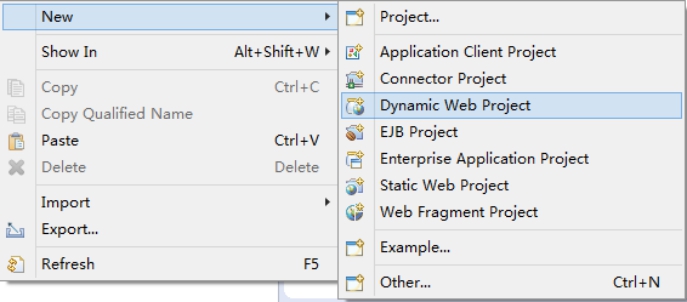 New
Show In Alt+Shift+W
Copy Ctrl+C
Copy Qualified Name
Paste Ctrl+V
Delete Delete
Import
Export...
Refresh F5
Project...
Application Client Project
Connector Project
Dynamic Web Project
EJB Project
Enterprise Application Project
Static Web Project
Web Fragment Project
Example...
Other... Ctrl+N